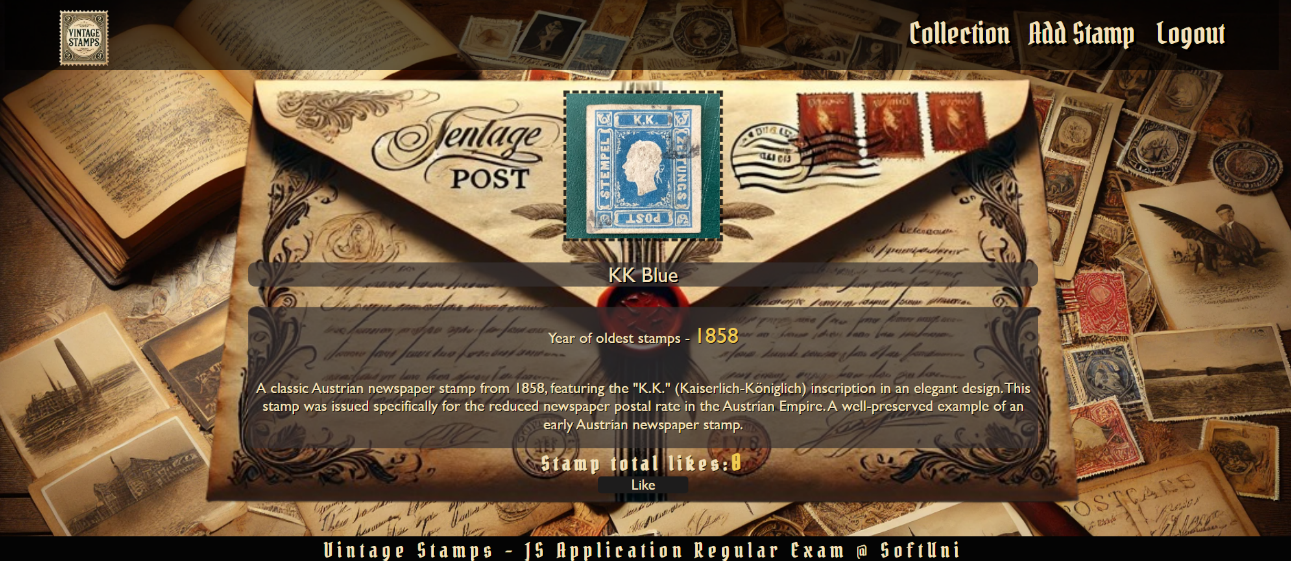 VINTAGE
STAMPS
Collection Add Stamp Logout
Sentage
POST
K.K.
STEMPEL
ZEITUNGS
POST
KK Blue
Year of oldest stamps - 1858
A classic Austrian newspaper stamp from 1858, featuring the "K.K." (Kaiserlich-Königlich) inscription in an elegant design. This
stamp was issued specifically for the reduced newspaper postal rate in the Austrian Empire. A well-preserved example of an
early Austrian newspaper stamp.
Stamp total likes:0
Like
Vintage Stamps - JS Application Regular Exam @ SoftUni